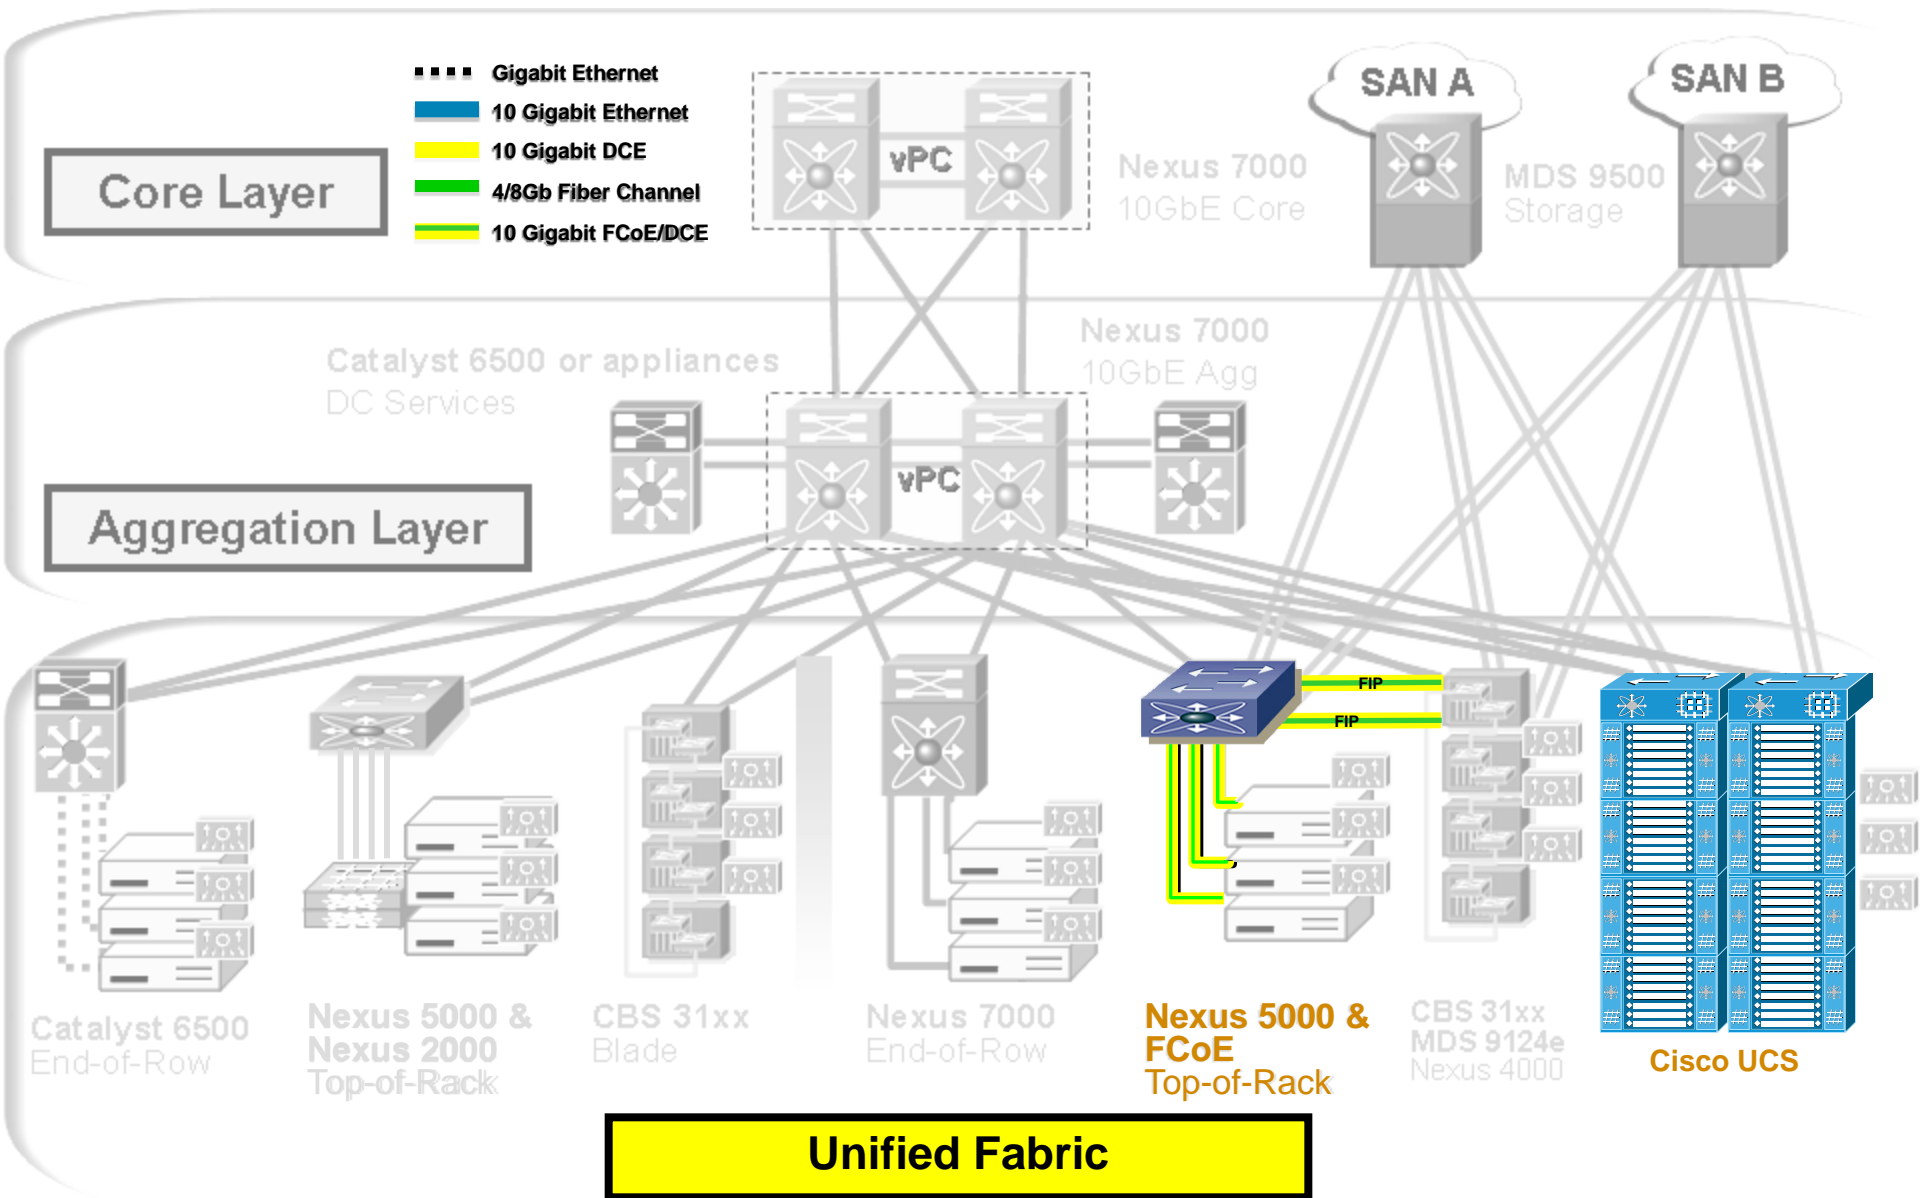 Gigabit Ethernet
10 Gigabit Ethernet
10 Gigabit DCE
4/8Gb Fiber Channel
10 Gigabit FCoE/DCE
Core Layer
vPC
Nexus 7000
10GbE Core
SAN A
SAN B
MDS 9500
Storage
Catalyst 6500 or appliances
DC Services
Nexus 7000
10GbE Agg
vPC
Aggregation Layer
FIP
FIP
Catalyst 6500
End-of-Row
Nexus 5000 &
Nexus 2000
Top-of-Rack
CBS 31xx
Blade
Nexus 7000
End-of-Row
Nexus 5000 &
FCoE
Top-of-Rack
CBS 31xx
MDS 9124e
Nexus 4000
Cisco UCS
Unified Fabric